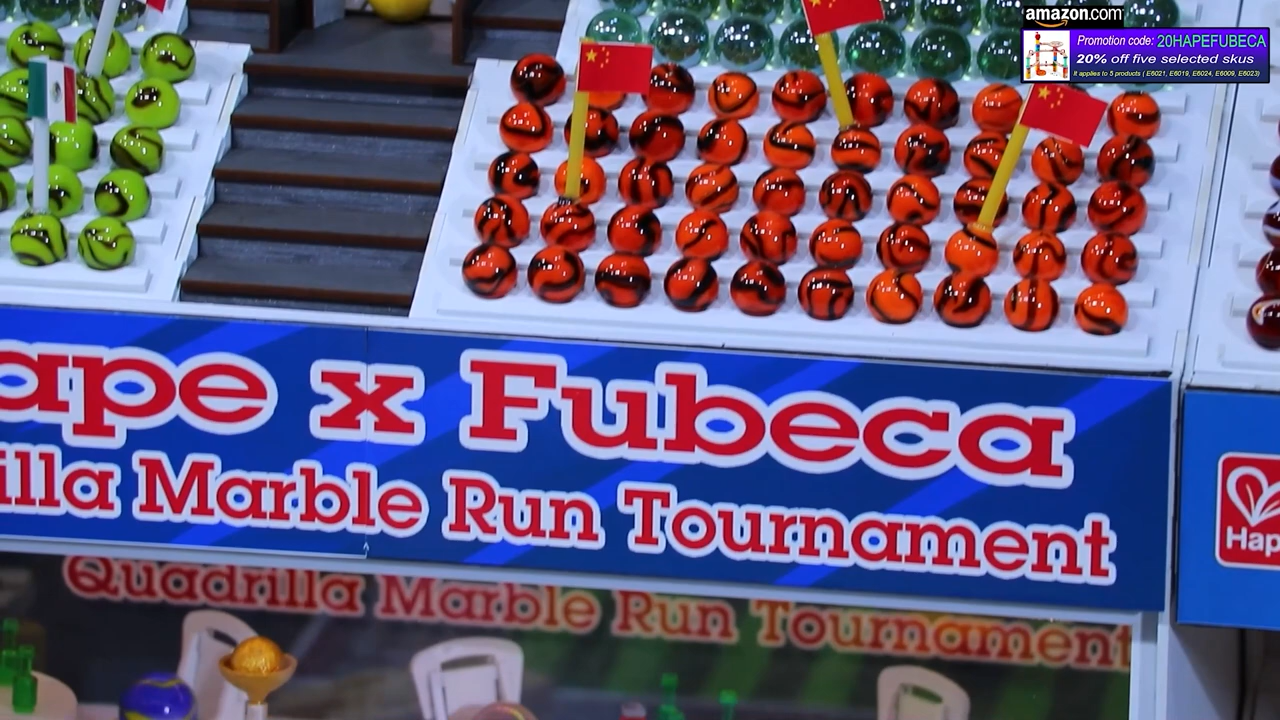 amazon.com
Promotion code: 20HAPEFUBECA
20% off five selected skus
It applies to 5 products ( E6021, E6019, E6024, E6009, E6023)
ape x Fubeca
illa Marble Run Tournament
Hap
Quadrilla Marble Run Tournament